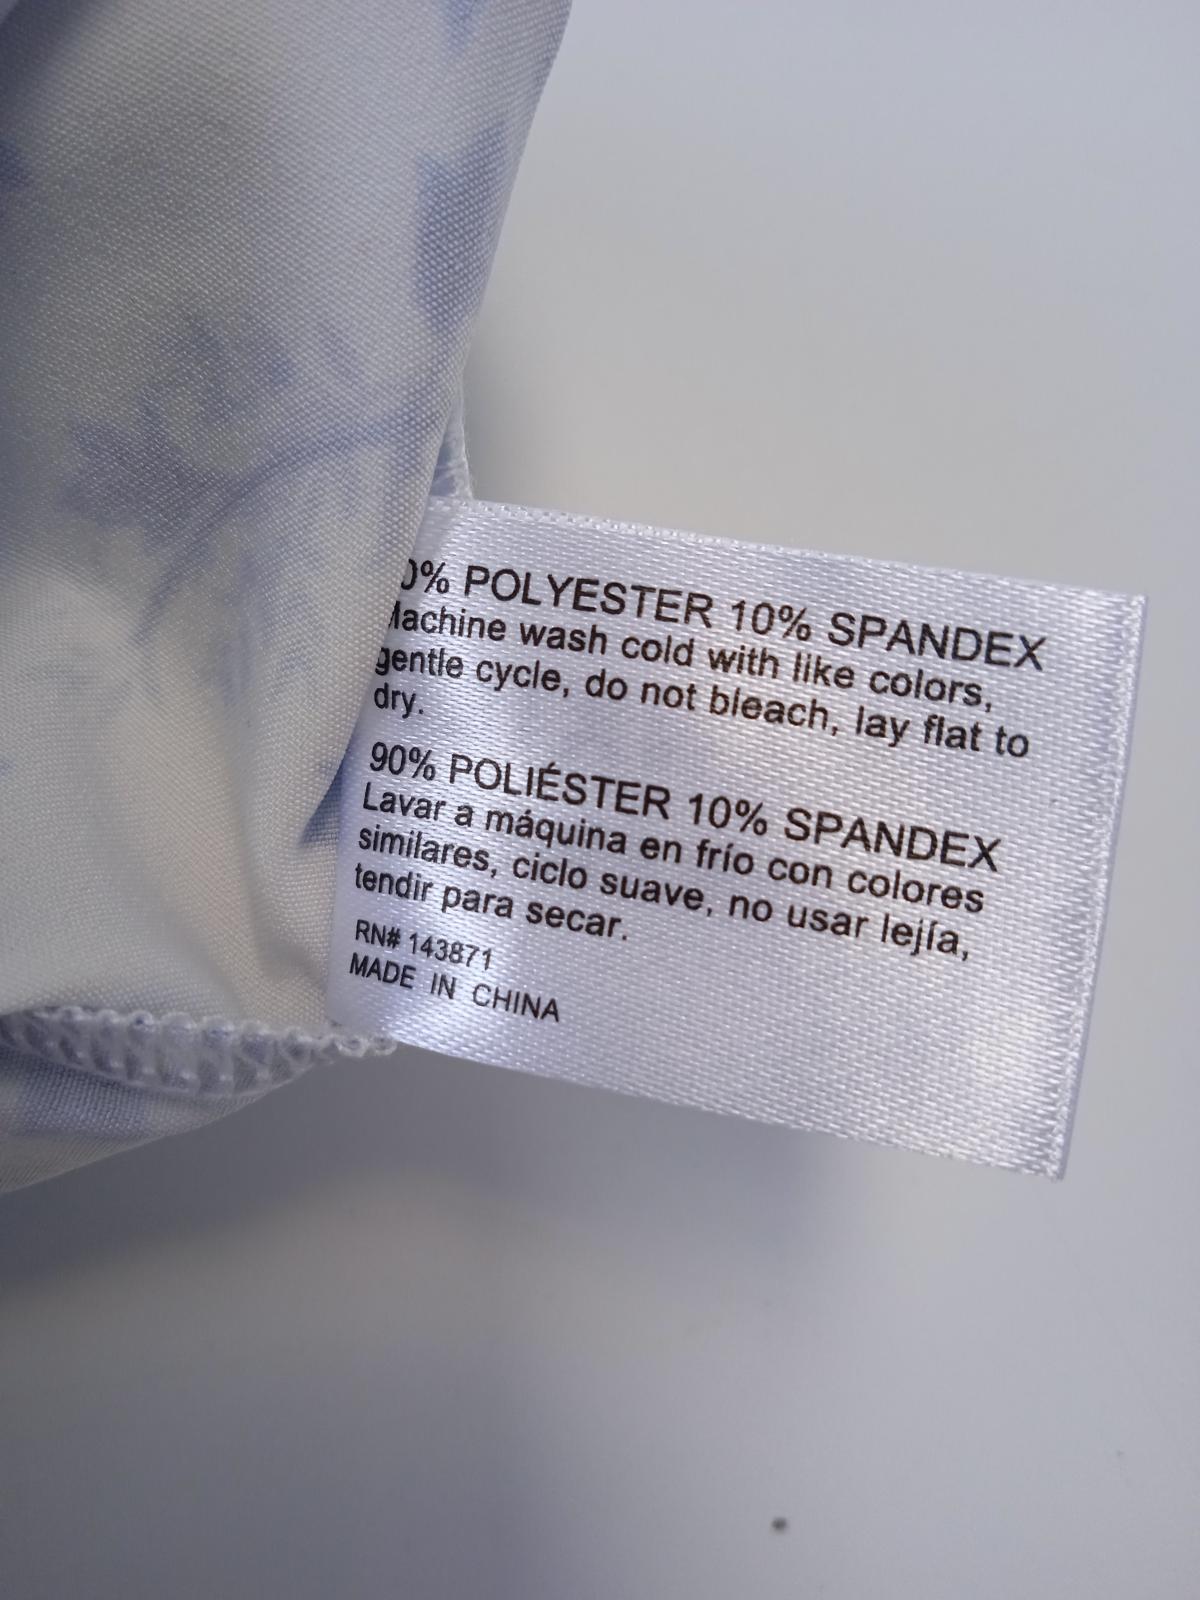 0% POLYESTER 10% SPANDEX
Machine wash cold with like colors,
gentle cycle, do not bleach, lay flat to
dry.
90% POLIÉSTER 10% SPANDEX
Lavar a máquina en frío con colores
similares, ciclo suave, no usar lejía,
tendir para secar.
RN# 143871
MADE IN CHINA